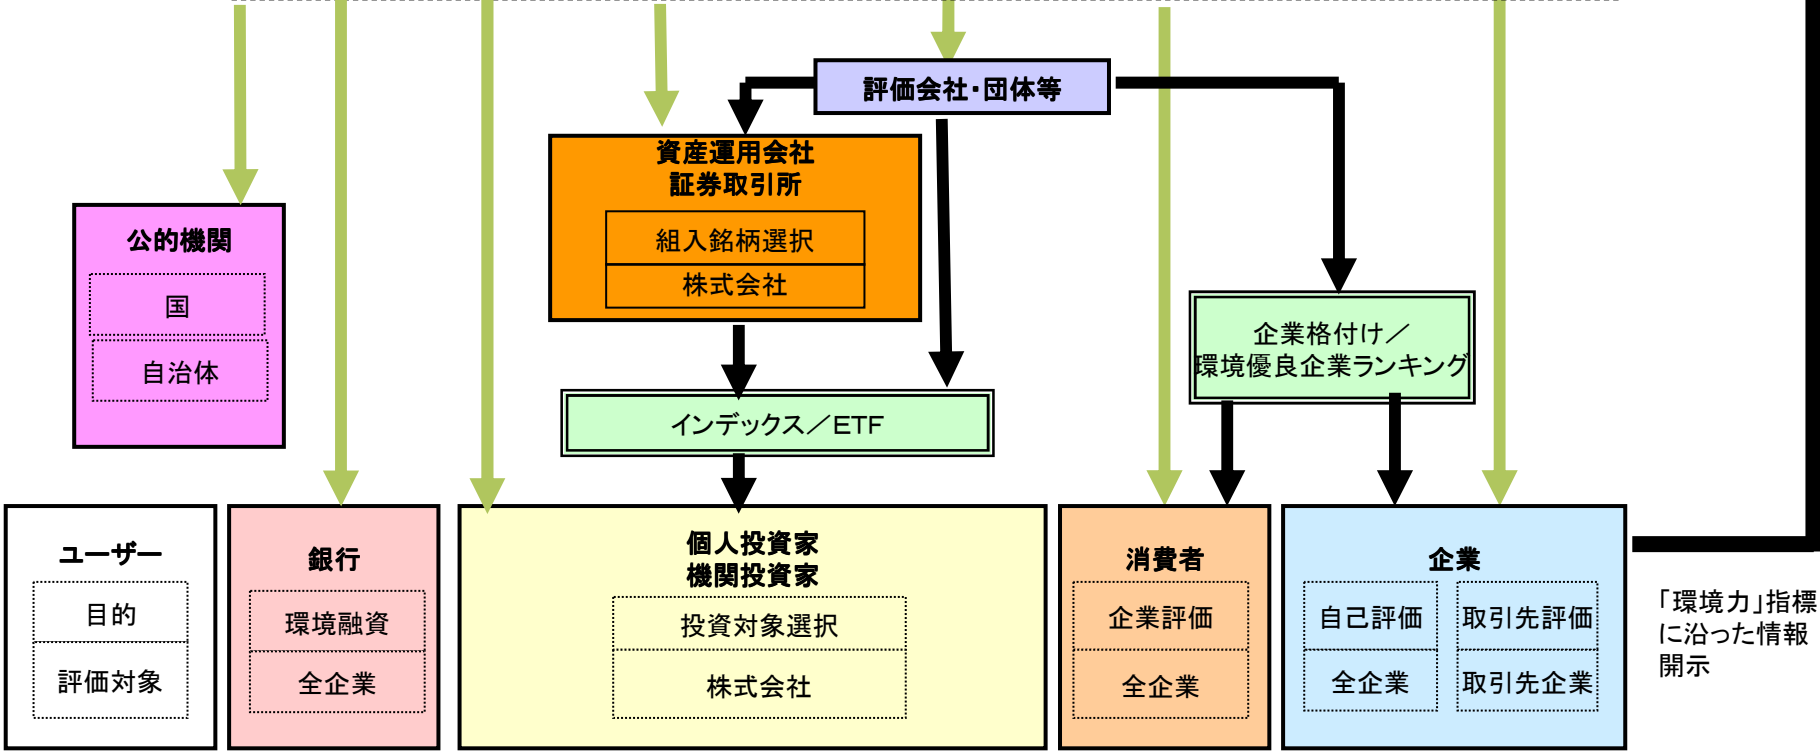 評価会社・団体等
資産運用会社
証券取引所
組入銘柄選択
株式会社
公的機関
国
自治体
企業格付け／
環境優良企業ランキング
インデックス／ETF
ユーザー
目的
評価対象
銀行
環境融資
全企業
個人投資家
機関投資家
投資対象選択
株式会社
消費者
企業評価
全企業
企業
自己評価
全企業
取引先評価
取引先企業
「環境力」指標
に沿った情報
開示